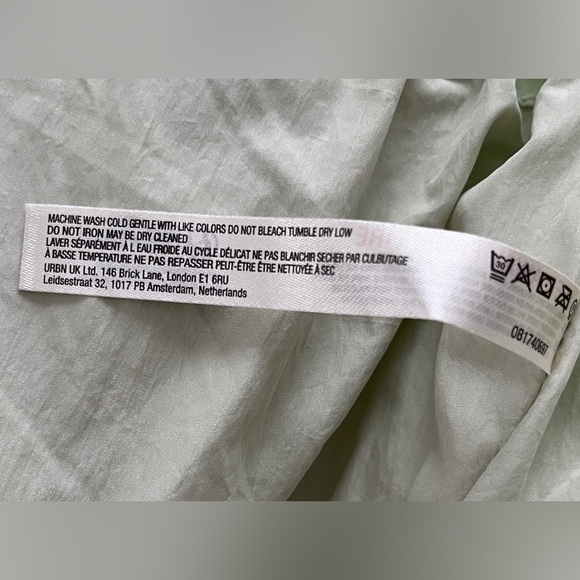 MACHINE WASH COLD GENTLE WITH LIKE COLORS DO NOT BLEACH TUMBLE DRY LOW
DO NOT IRON MAY BE DRY CLEANED
LAVER SÉPARÉMENT À L EAU FROIDE AU CYCLE DÉLICAT NE PAS BLANCHIR SÉCHER PAR CULBUTAGE
À BASSE TEMPÉRATURE NE PAS REPASSER PEUT-ÊTRE ÊTRE NETTOYÉE À SEC
URBN UK Ltd. 146 Brick Lane, London E1 6RU
Leidsestraat 32, 1017 PB Amsterdam, Netherlands
30
OB1740697